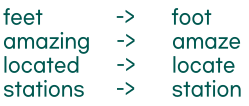 feet -> foot
amazing -> amaze
located -> locate
stations -> station